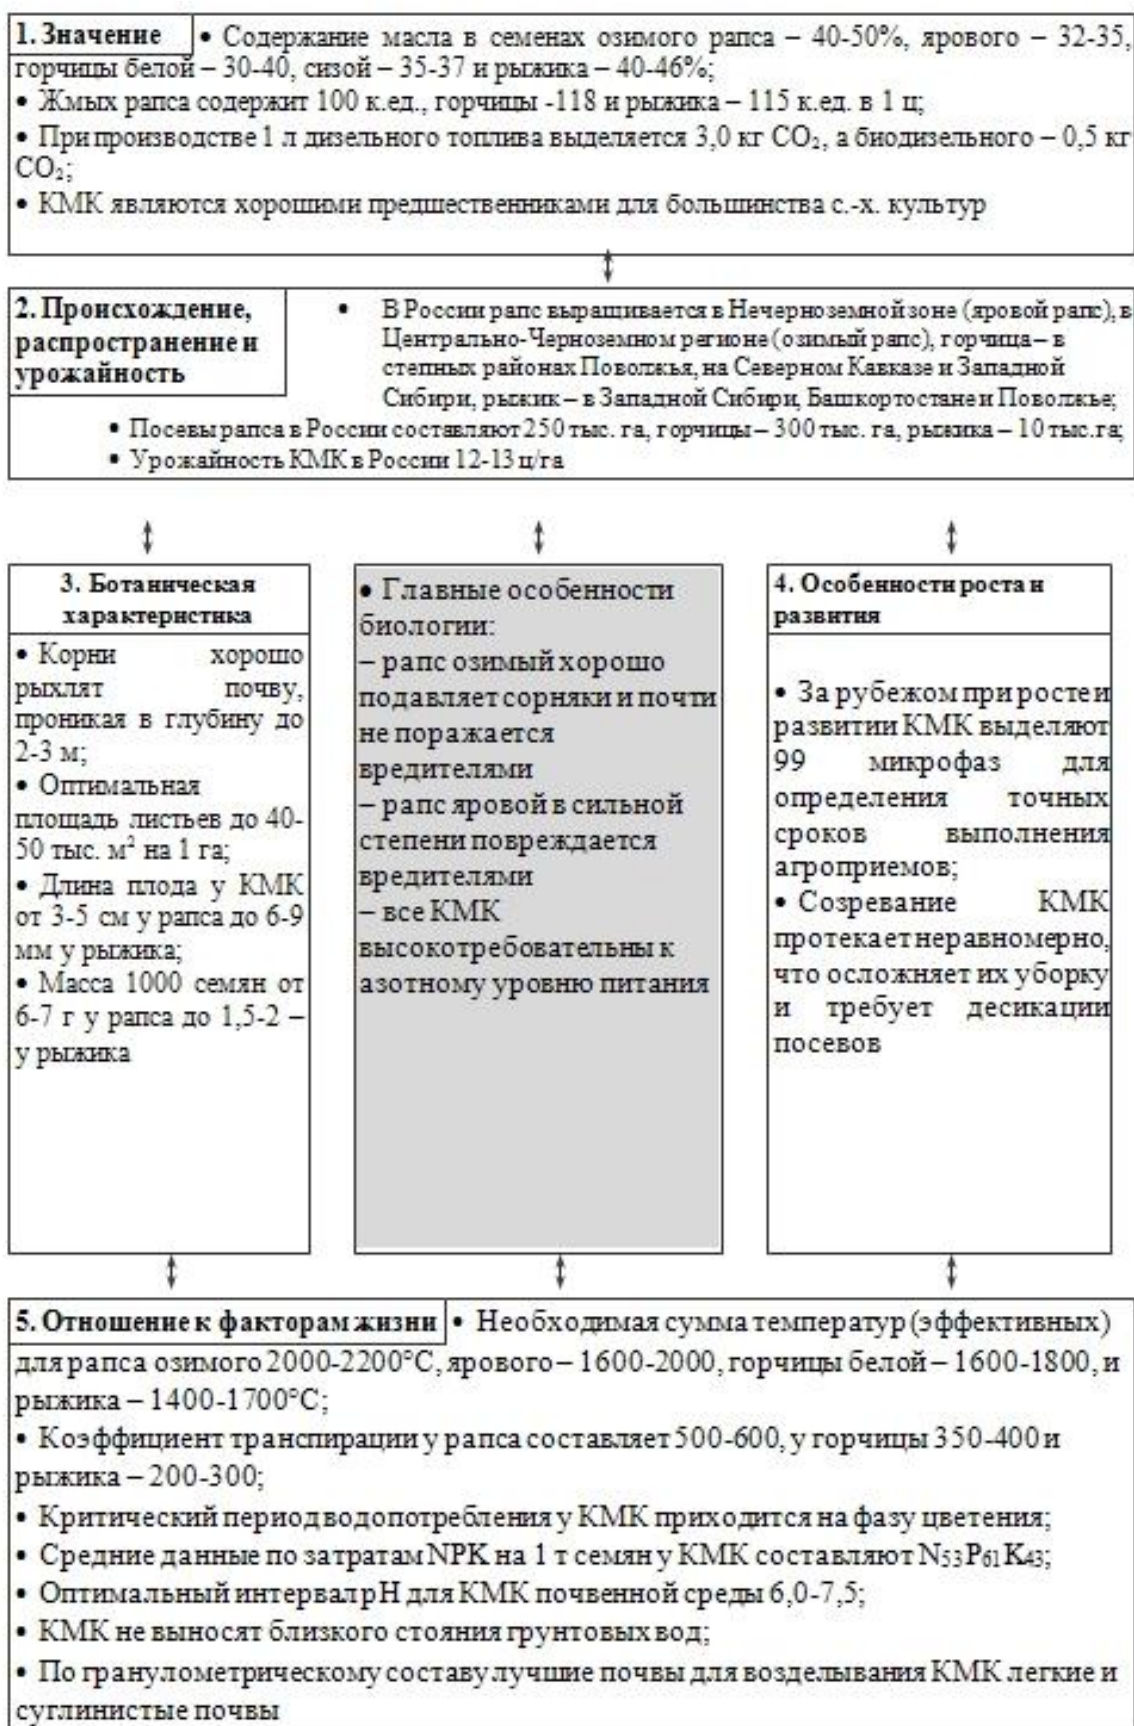 1. Значение • Содержание масла в семенах озимого рапса – 40-50%, ярового – 32-35,
горчицы белой – 30-40, сизой – 35-37 и рыжика – 40-46%;
• Жмых рапса содержит 100 к.ед., горчицы -118 и рыжика – 115 к.ед. в 1 ц;
• При производстве 1 л дизельного топлива выделяется 3,0 кг CO₂, а биодизельного – 0,5 кг
CO₂;
• КМК являются хорошими предшественниками для большинства с.-х. культур
2. Происхождение,
распространение и
урожайность
• В России рапс выращивается в Нечерноземной зоне (яровой рапс), в
Центрально-Черноземном регионе (озимый рапс), горчица – в
степных районах Поволжья, на Северном Кавказе и Западной
Сибири, рыжик – в Западной Сибири, Башкортостане и Поволжье;
• Посевы рапса в России составляют 250 тыс. га, горчицы – 300 тыс. га, рыжика – 10 тыс.га;
• Урожайность КМК в России 12-13 ц/га
3. Ботаническая
характеристика
• Корни хорошо
рыхлят почву,
проникая в глубину до
2-3 м;
• Оптимальная
площадь листьев до 40-
50 тыс. м² на 1 га;
• Длина плода у КМК
от 3-5 см у рапса до 6-9
мм у рыжика;
• Масса 1000 семян от
6-7 г у рапса до 1,5-2 –
у рыжика
• Главные особенности
биологии:
– рапс озимый хорошо
подавляет сорняки и почти
не поражается
вредителями
– рапс яровой в сильной
степени повреждается
вредителями
– все КМК
высокотребовательны к
азотному уровню питания
4. Особенности роста и
развития
• За рубежом при росте и
развитии КМК выделяют
99 микрофаз для
определения точных
сроков выполнения
агроприемов;
• Созревание КМК
протекает неравномерно,
что осложняет их уборку
и требует десикации
посевов
5. Отношение к факторам жизни • Необходимая сумма температур (эффективных)
для рапса озимого 2000-2200°С, ярового – 1600-2000, горчицы белой – 1600-1800, и
рыжика – 1400-1700°С;
• Коэффициент транспирации у рапса составляет 500-600, у горчицы 350-400 и
рыжика – 200-300;
• Критический период водопотребления у КМК приходится на фазу цветения;
• Средние данные по затратам NPK на 1 т семян у КМК составляют N₅₃P₆₁K₄₃;
• Оптимальный интервал pH для КМК почвенной среды 6,0-7,5;
• КМК не выносят близкого стояния грунтовых вод;
• По гранулометрическому составу лучшие почвы для возделывания КМК легкие и
суглинистые почвы